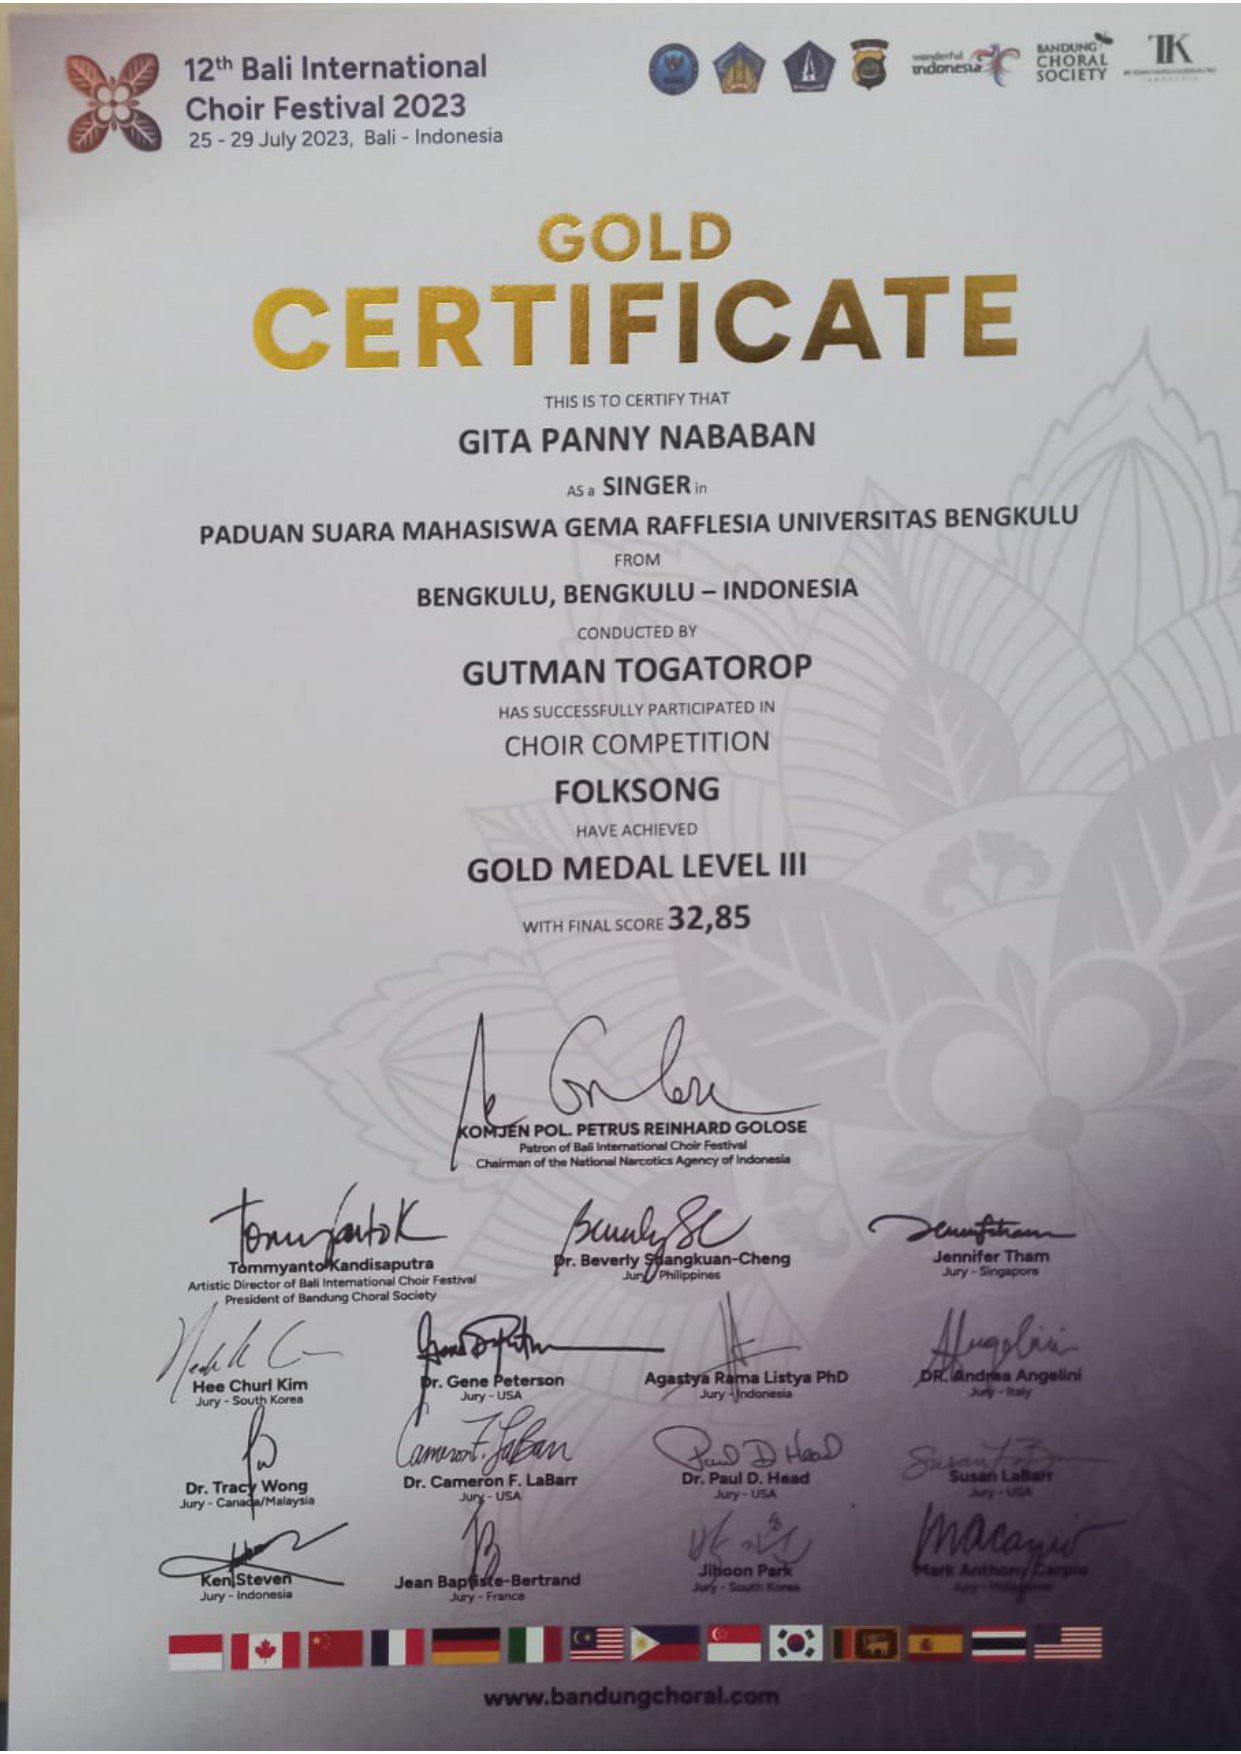 12th Bali International
Choir Festival 2023
25 - 29 July 2023, Bali - Indonesia
wonderful
indonesia
BANDUNG
CHORAL
SOCIETY
TK
GOLD
CERTIFICATE
THIS IS TO CERTIFY THAT
GITA PANNY NABABAN
AS a SINGER in
PADUAN SUARA MAHASISWA GEMA RAFFLESIA UNIVERSITAS BENGKULU
FROM
BENGKULU, BENGKULU – INDONESIA
CONDUCTED BY
GUTMAN TOGATOROP
HAS SUCCESSFULLY PARTICIPATED IN
CHOIR COMPETITION
FOLKSONG
HAVE ACHIEVED
GOLD MEDAL LEVEL III
WITH FINAL SCORE 32,85
KOMJEN POL. PETRUS REINHARD GOLOSE
Patron of Bali International Choir Festival
Chairman of the National Narcotics Agency of Indonesia
Tommyanto Kandisaputra
Artistic Director of Bali International Choir Festival
President of Bandung Choral Society
Dr. Beverly Shangkuan-Cheng
Jury - Philippines
Jennifer Tham
Jury - Singapore
Hee Churl Kim
Jury - South Korea
Dr. Gene Peterson
Jury - USA
Agastya Rama Listya PhD
Jury - Indonesia
DR. Andrea Angelini
Jury - Italy
Dr. Tracy Wong
Jury - Canada/Malaysia
Dr. Cameron F. LaBarr
Jury - USA
Dr. Paul D. Head
Jury - USA
Susan LaBarr
Jury - USA
Ken Steven
Jury - Indonesia
Jean Baptiste-Bertrand
Jury - France
Jihoon Park
Jury - South Korea
Mark Anthony Carpio
Jury - Philippines
www.bandungchoral.com